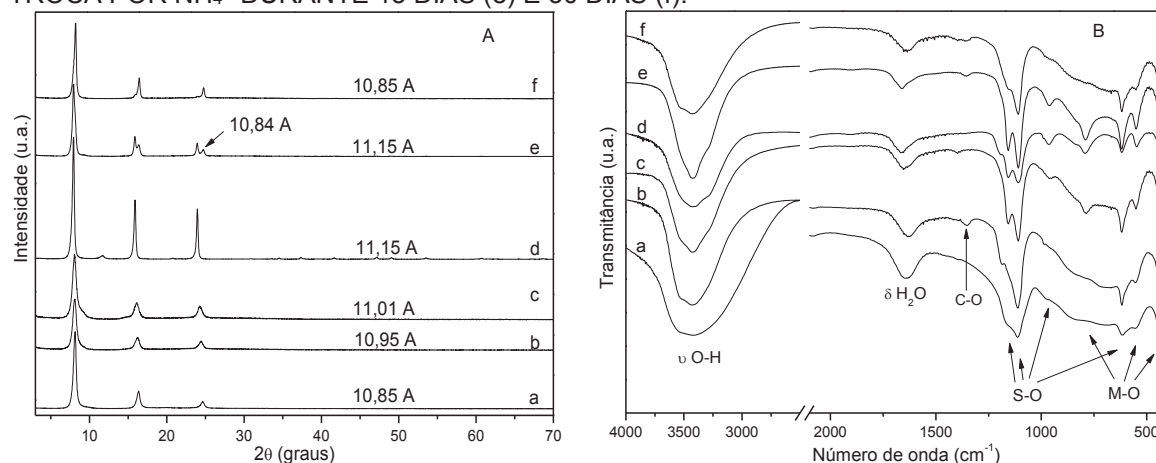 TROCA POR NH₄⁺ DURANTE 15 DIAS (e) E 30 DIAS (f).
A
f
10,85 A
10,84 A
e
11,15 A
d
11,15 A
c
11,01 A
b
10,95 A
a
10,85 A
Intensidade (u.a.)
10 20 30 40 50 60 70
2θ (graus)
B
f
e
d
c
b
a
υ O-H
δ H₂O
C-O
S-O
M-O
Transmitância (u.a.)
4000 3500 3000 2000 1500 1000 500
Número de onda (cm⁻¹)